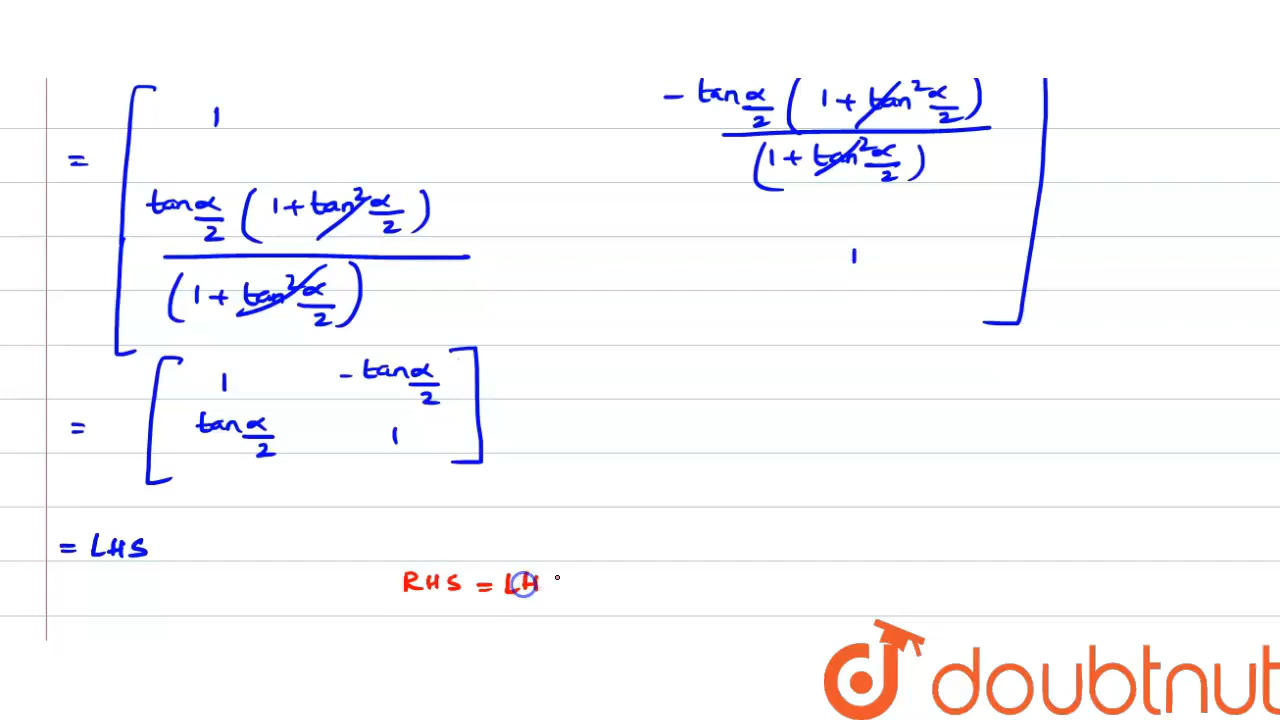 - tan α/2 (1 + tan² α/2)
(1 + tan² α/2)
= [ 1
tan α/2 (1 + tan² α/2)
(1 + tan² α/2)
1 ]
= [ 1 - tan α/2
tan α/2 1 ]
= LHS
RHS = LH
doubtnut